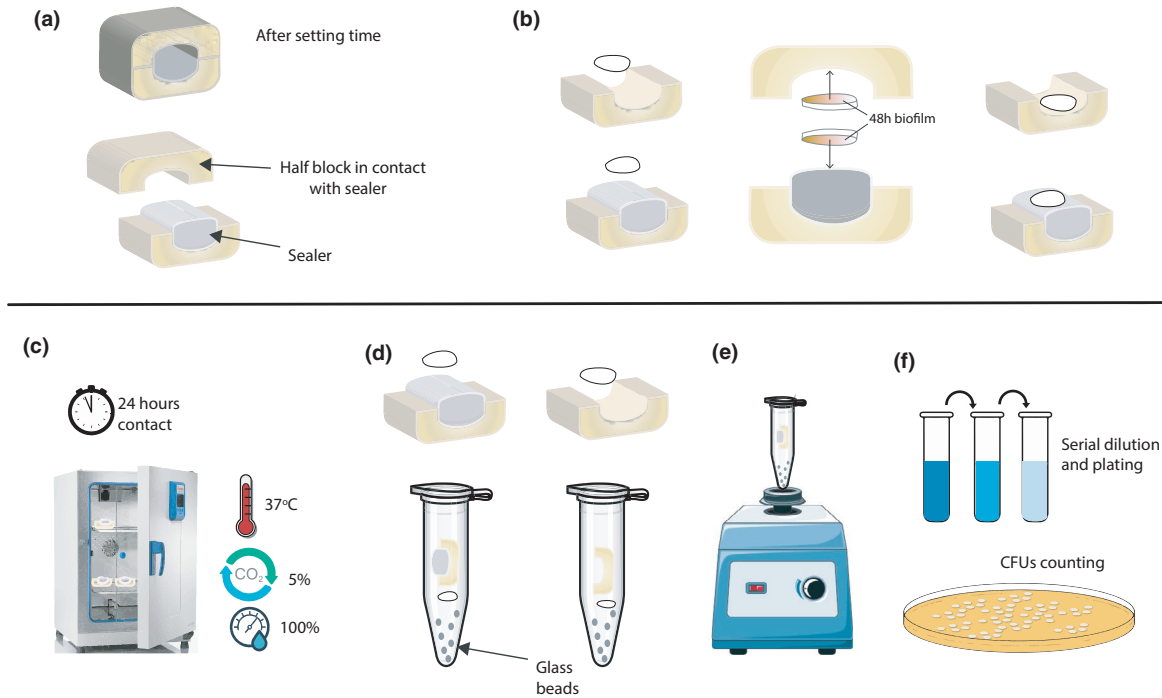 (a)
After setting time
Half block in contact
with sealer
Sealer
(b)
48h biofilm
(c)
24 hours
contact
37ºC
CO2
5%
100%
(d)
Glass
beads
(e)
(f)
Serial dilution
and plating
CFUs counting